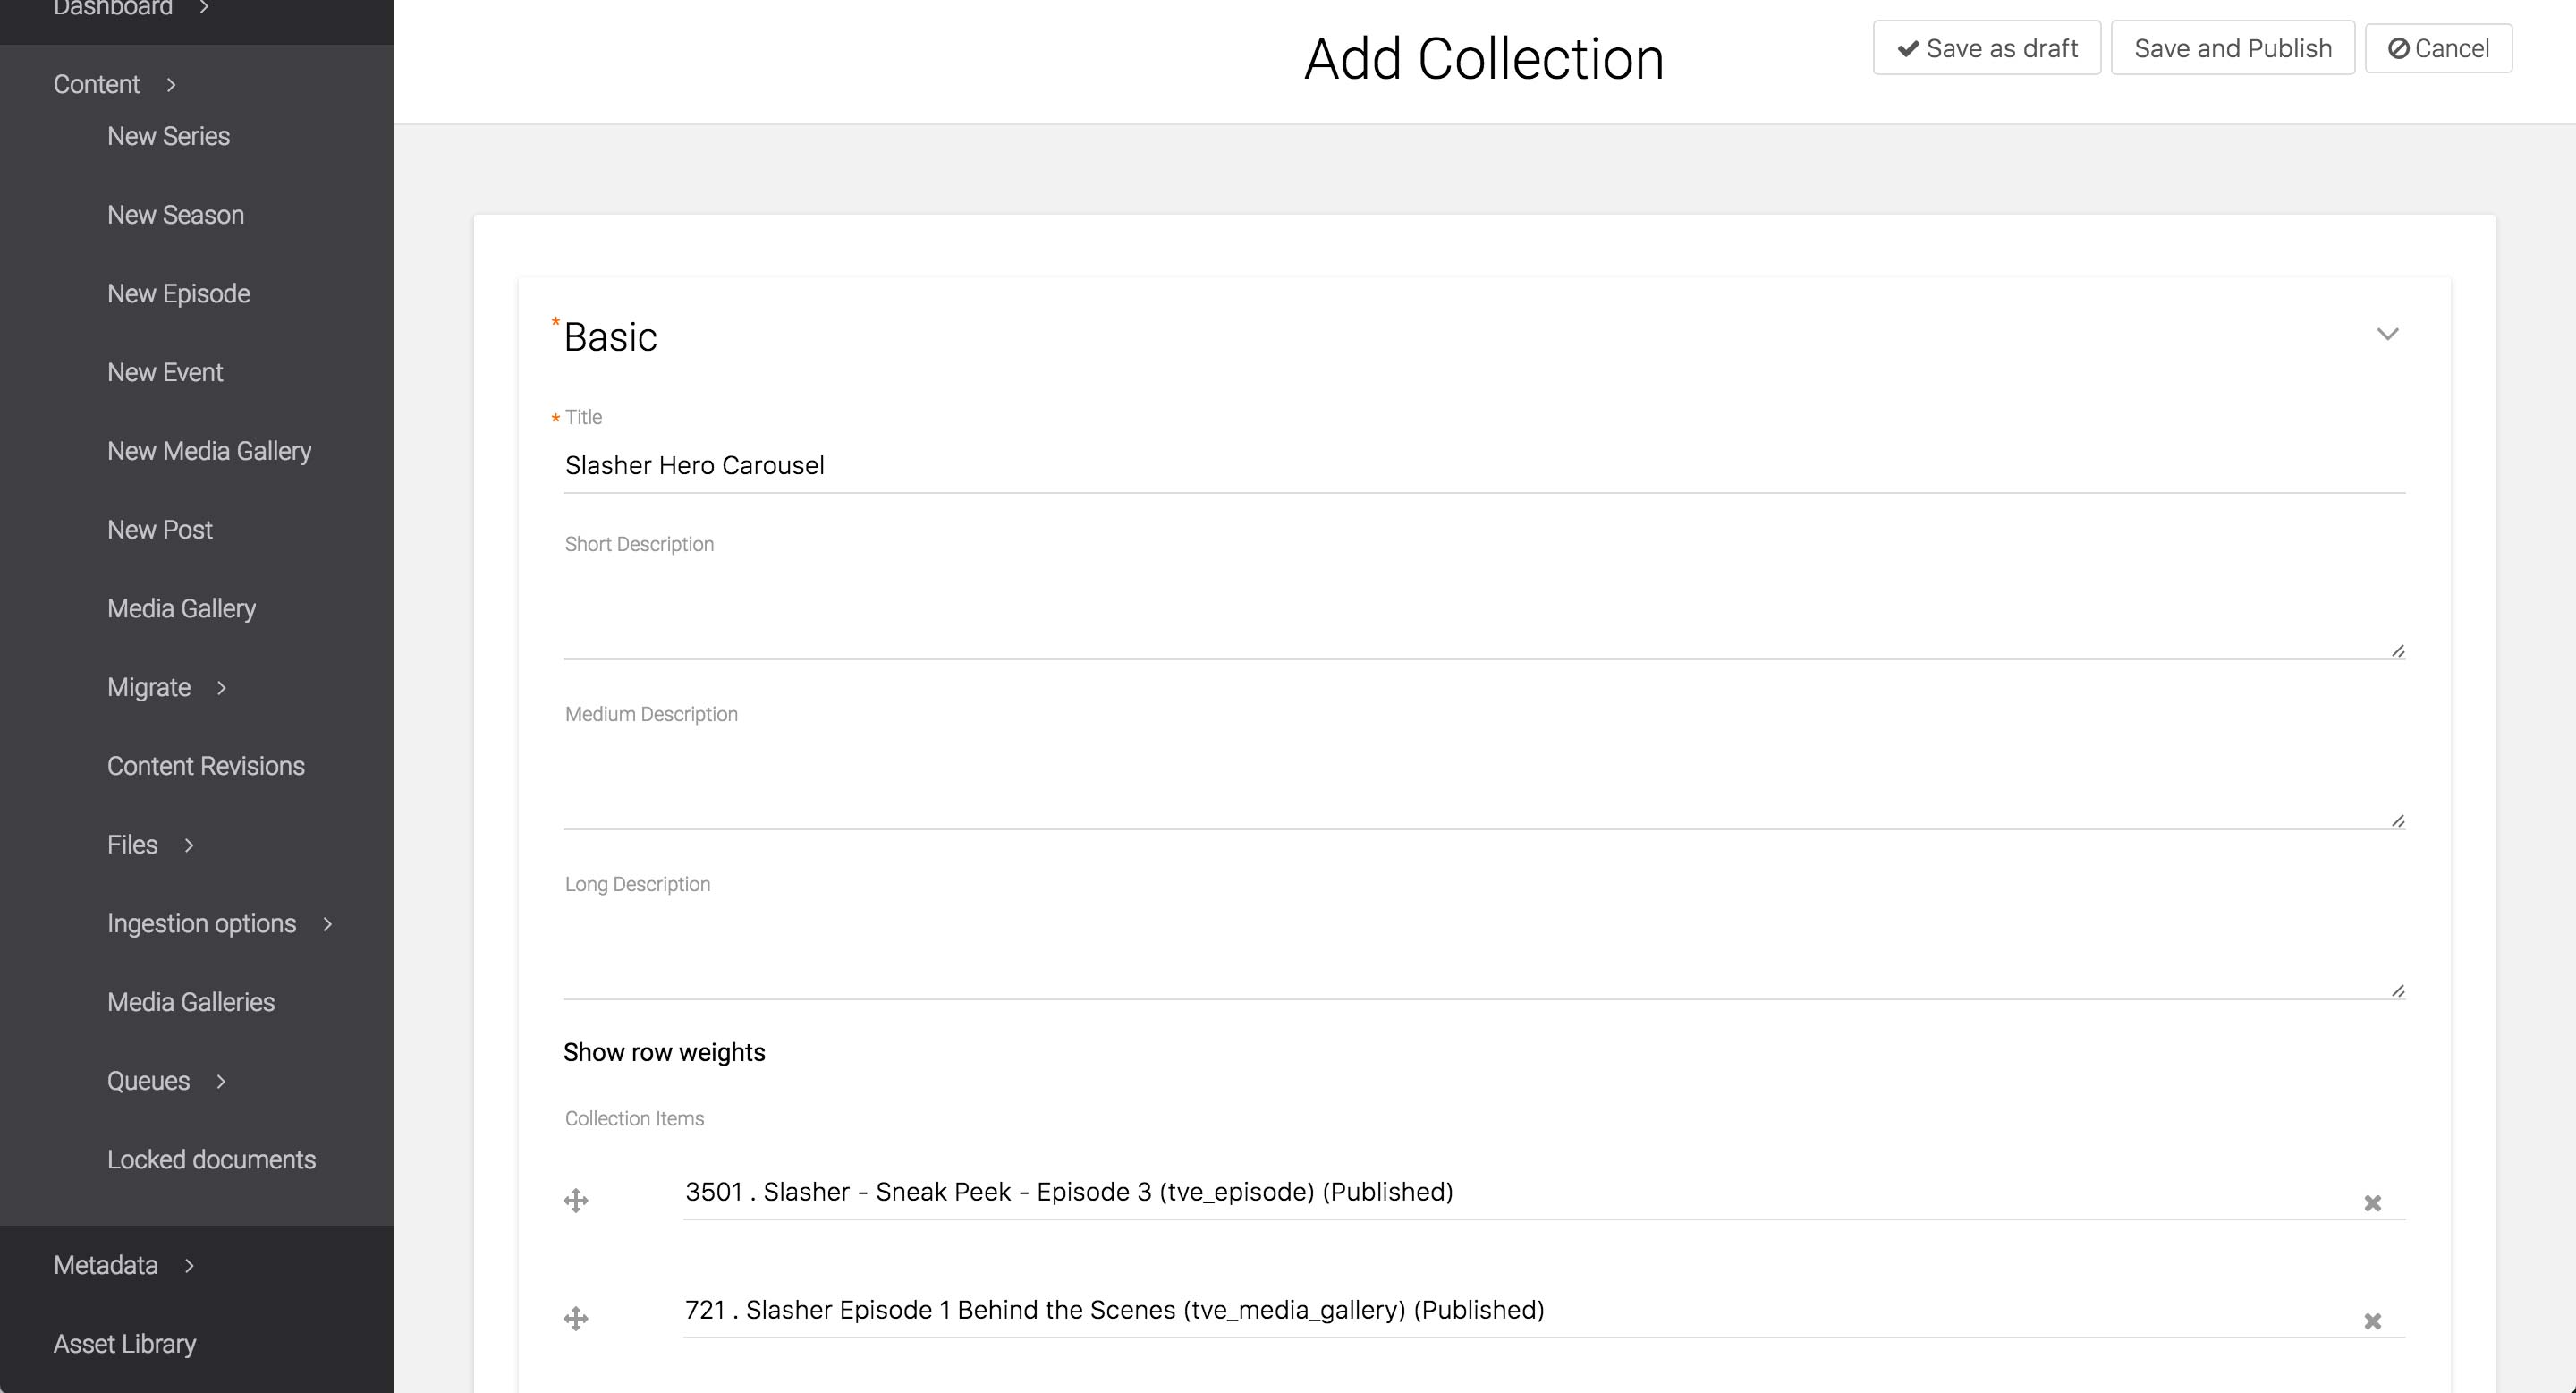 Dashboard
Content
New Series
New Season
New Episode
New Event
New Media Gallery
New Post
Media Gallery
Migrate
Content Revisions
Files
Ingestion options
Media Galleries
Queues
Locked documents
Metadata
Asset Library
Add Collection
Save as draft
Save and Publish
Cancel
* Basic
* Title
Slasher Hero Carousel
Short Description
Medium Description
Long Description
Show row weights
Collection Items
3501 . Slasher - Sneak Peek - Episode 3 (tve_episode) (Published)
721 . Slasher Episode 1 Behind the Scenes (tve_media_gallery) (Published)